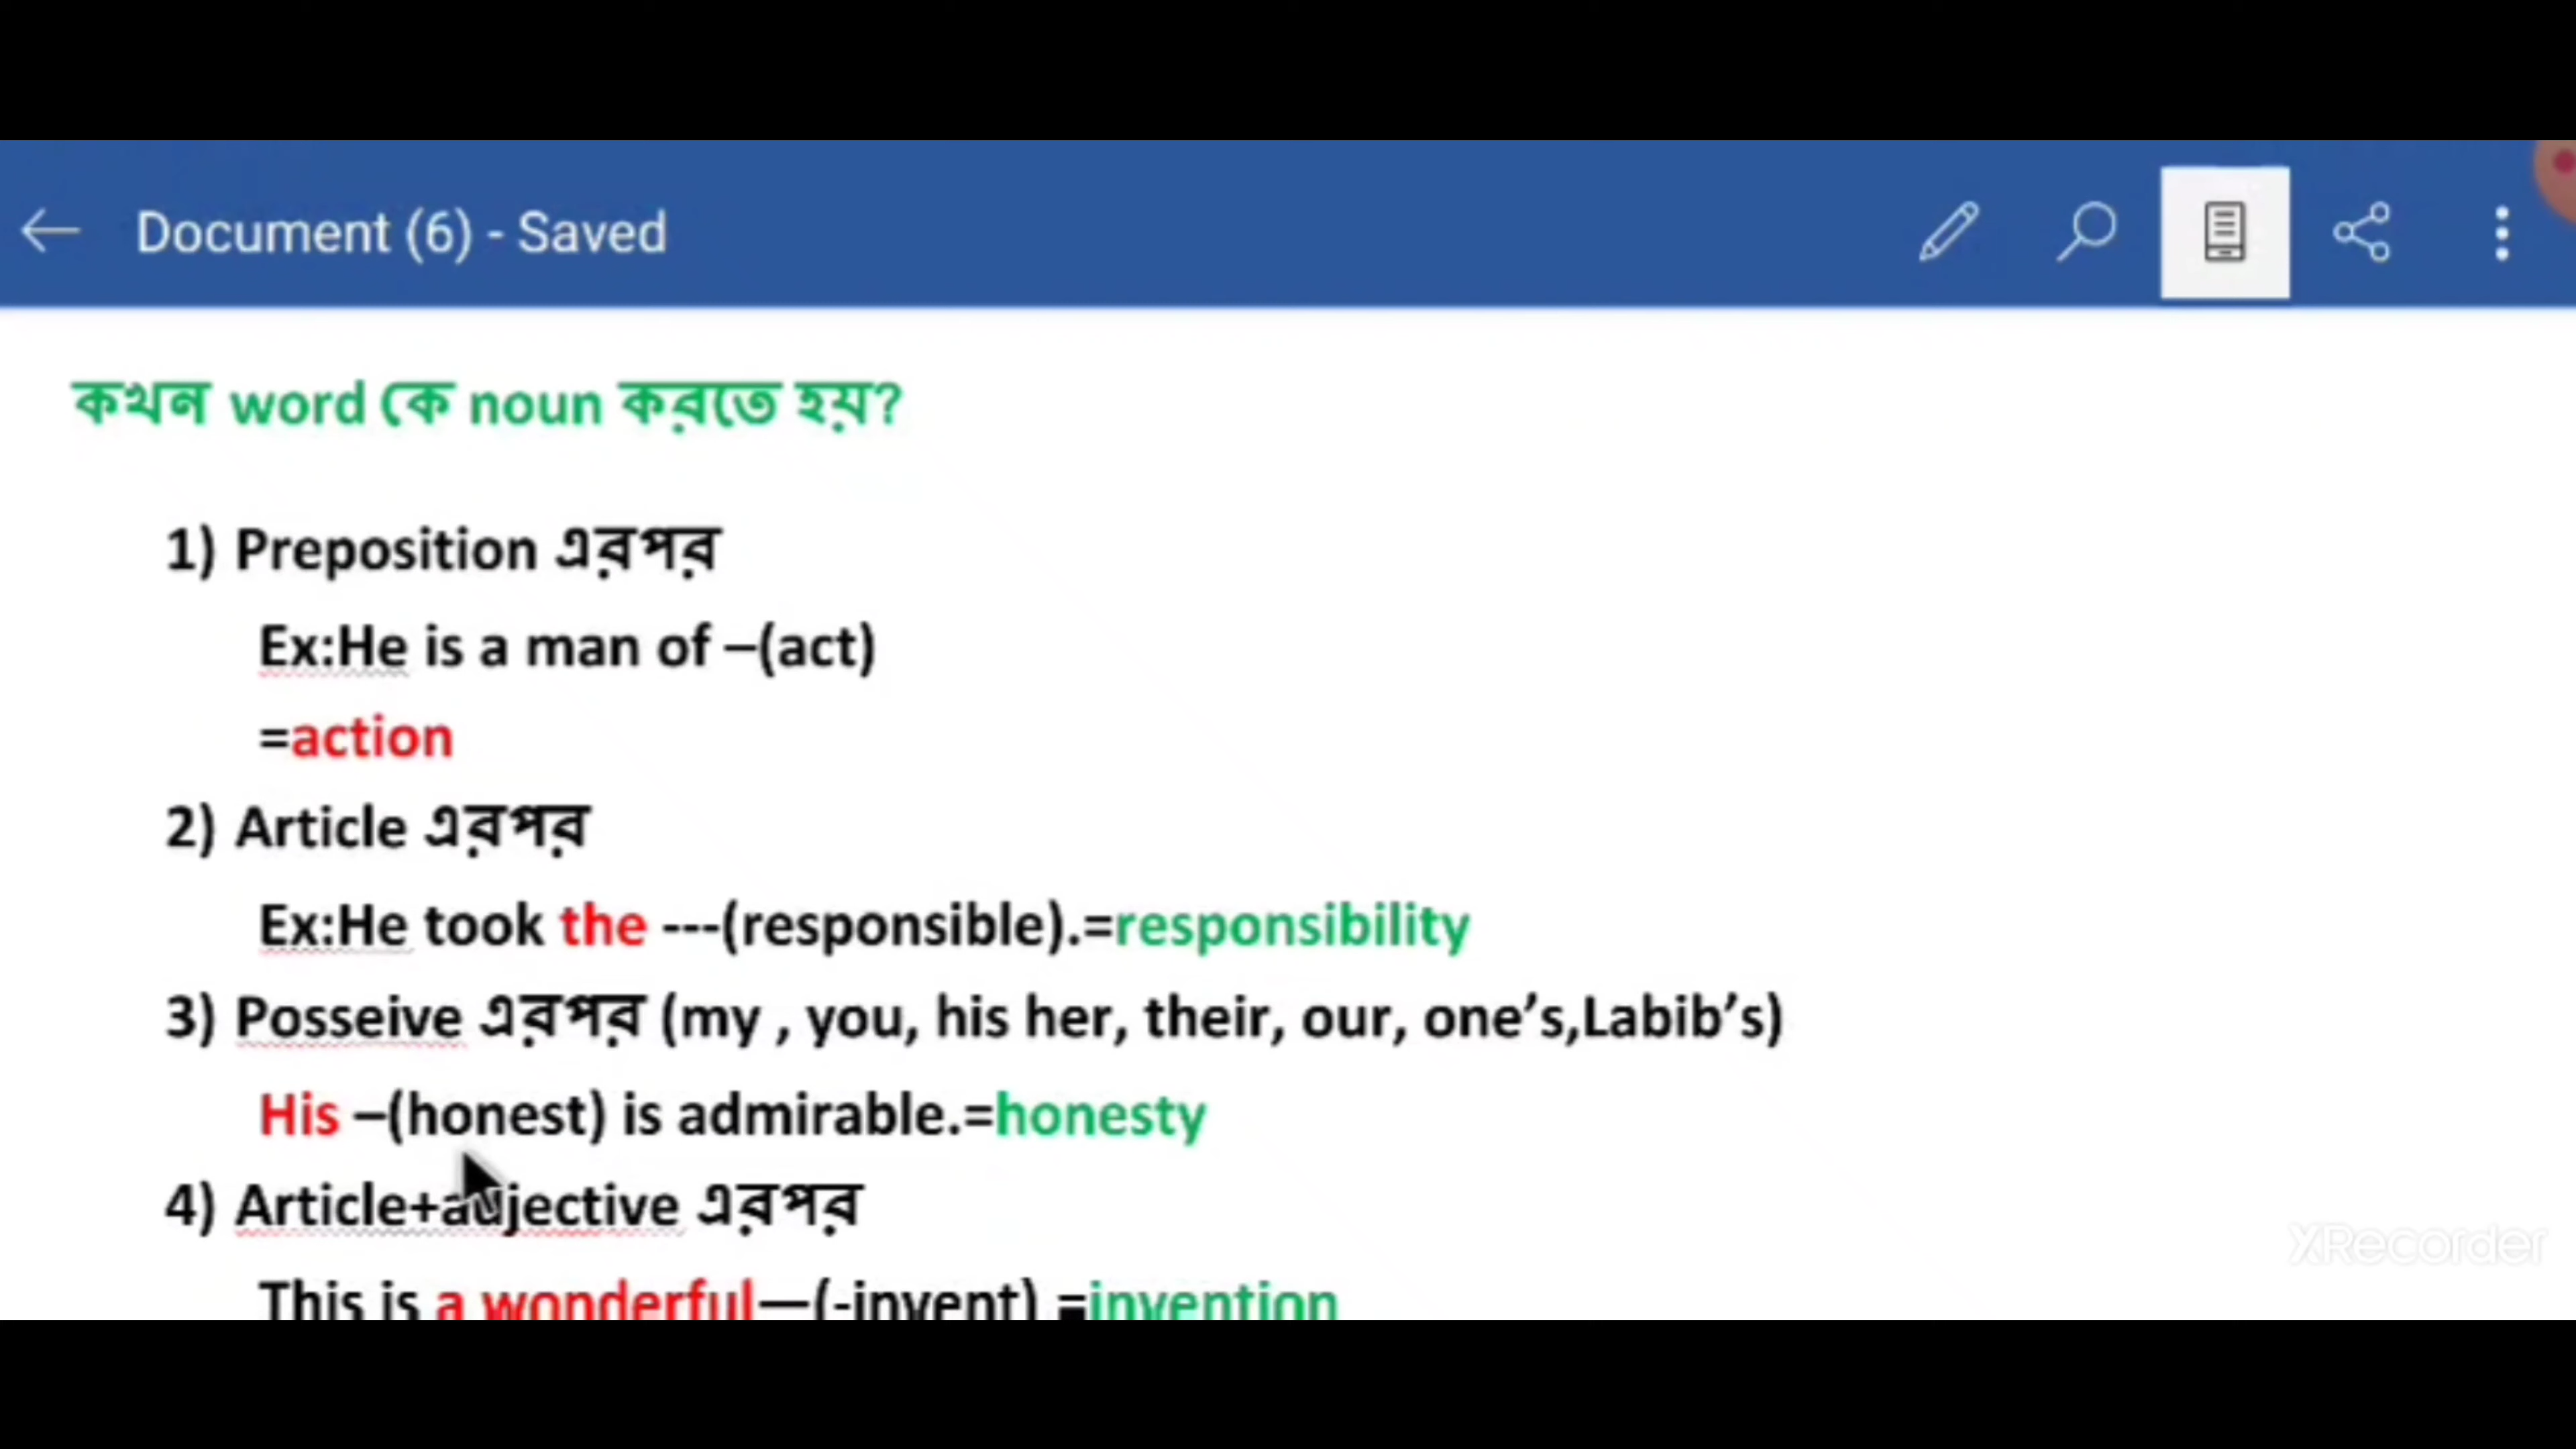 Document (6) - Saved
কখন word কে noun করতে হয়?
1) Preposition এরপর
Ex:He is a man of –(act)
=action
2) Article এরপর
Ex:He took the ---(responsible).=responsibility
3) Posseive এরপর (my , you, his her, their, our, one’s,Labib’s)
His –(honest) is admirable.=honesty
4) Article+adjective এরপর
This is a wonderful—(-invent) =invention
XRecorder